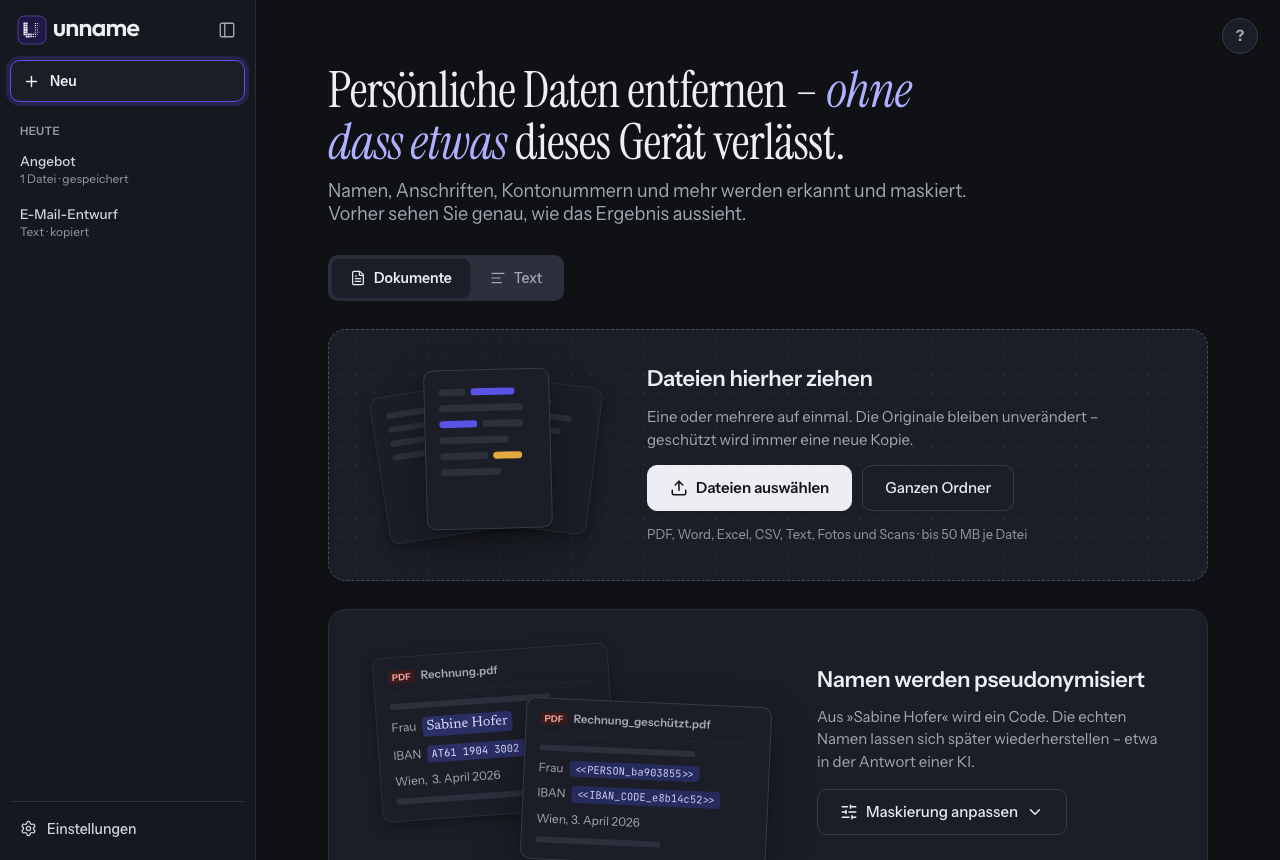 unname
?
Neu
HEUTE
Angebot
1 Datei · gespeichert
E-Mail-Entwurf
Text · kopiert
Einstellungen
Persönliche Daten entfernen – ohne
dass etwas dieses Gerät verlässt.
Namen, Anschriften, Kontonummern und mehr werden erkannt und maskiert.
Vorher sehen Sie genau, wie das Ergebnis aussieht.
Dokumente
Text
Dateien hierher ziehen
Eine oder mehrere auf einmal. Die Originale bleiben unverändert –
geschützt wird immer eine neue Kopie.
Dateien auswählen
Ganzen Ordner
PDF, Word, Excel, CSV, Text, Fotos und Scans · bis 50 MB je Datei
PDF Rechnung.pdf
Frau Sabine Hofer
IBAN AT61 1904 3002
Wien, 3. April 2026
PDF Rechnung_geschützt.pdf
Frau <<PERSON_ba903855>>
IBAN <<IBAN_CODE_e8b14c52>>
Wien, 3. April 2026
Namen werden pseudonymisiert
Aus »Sabine Hofer« wird ein Code. Die echten
Namen lassen sich später wiederherstellen – etwa
in der Antwort einer KI.
Maskierung anpassen